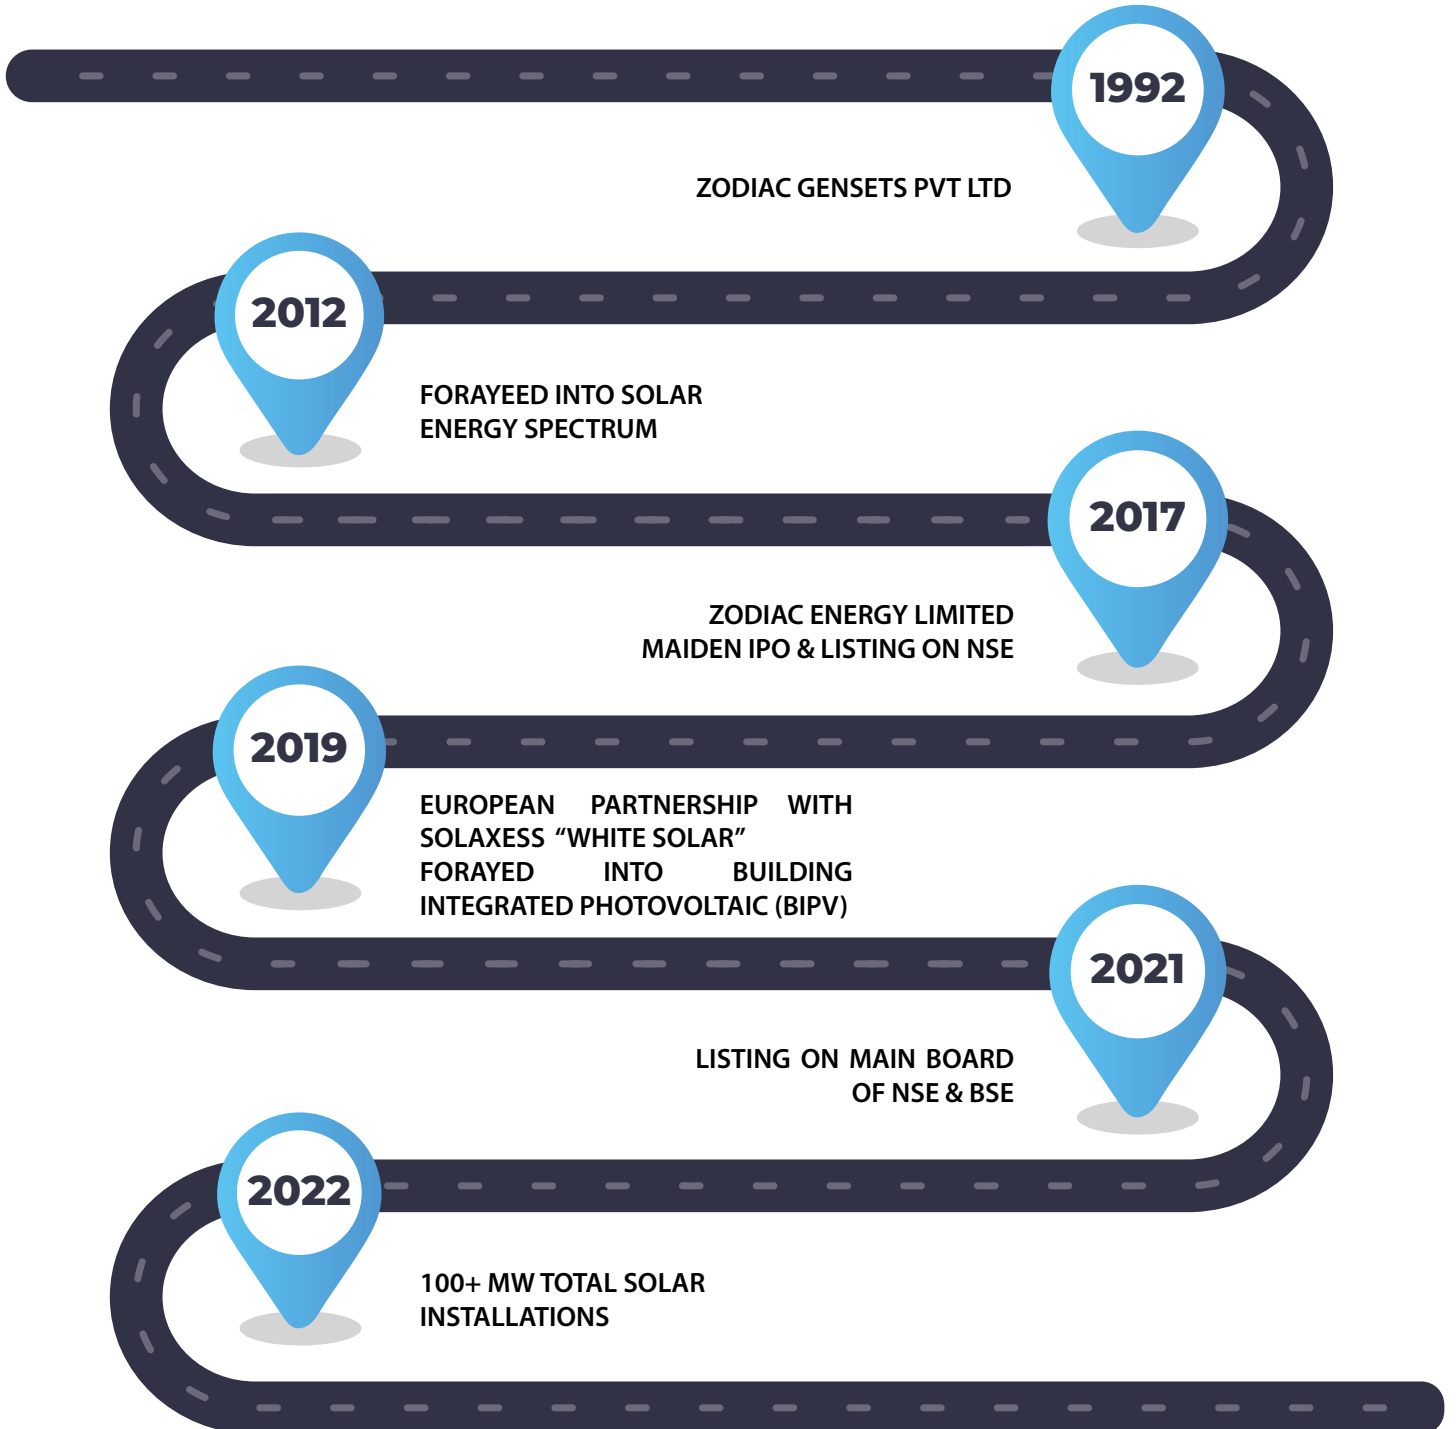 1992
ZODIAC GENSETS PVT LTD
2012
FORAYEED INTO SOLAR
ENERGY SPECTRUM
2017
ZODIAC ENERGY LIMITED
MAIDEN IPO & LISTING ON NSE
2019
EUROPEAN PARTNERSHIP WITH
SOLAXESS “WHITE SOLAR”
FORAYED INTO BUILDING
INTEGRATED PHOTOVOLTAIC (BIPV)
2021
LISTING ON MAIN BOARD
OF NSE & BSE
2022
100+ MW TOTAL SOLAR
INSTALLATIONS